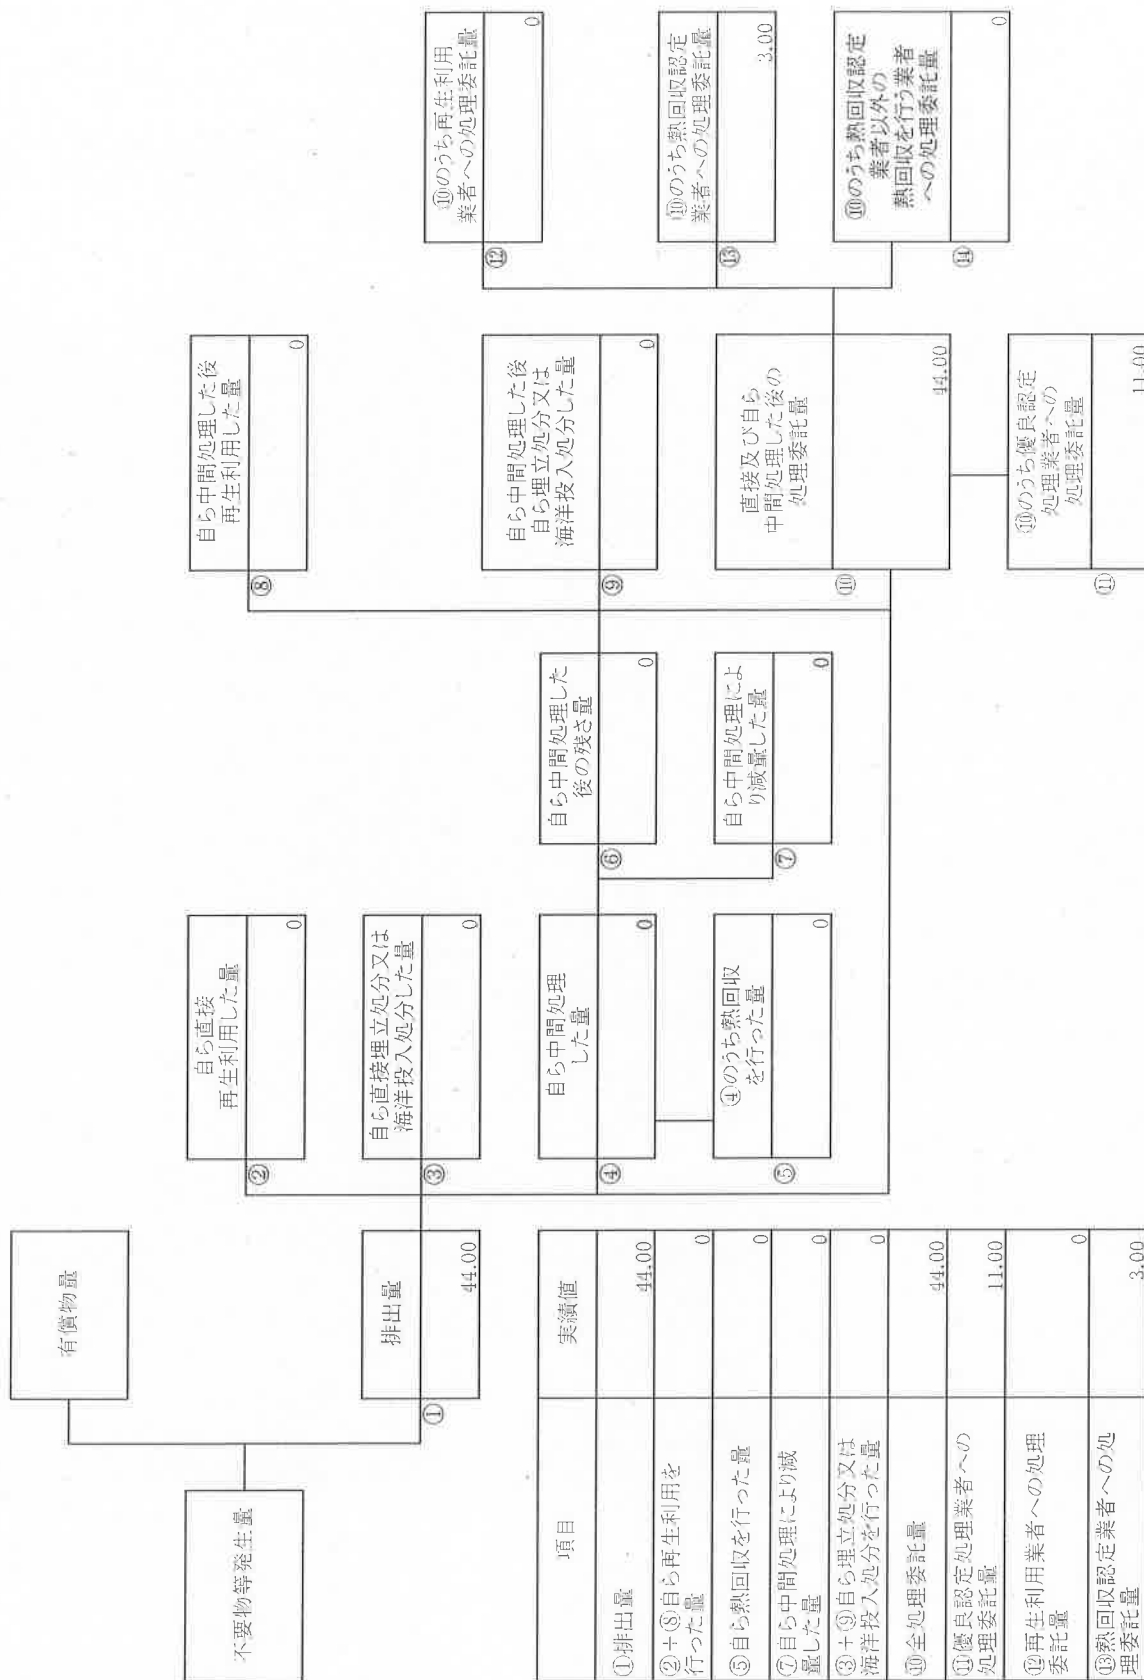 有償物量
不要物等発生量
排出量
①
44.00
自ら直接
再生利用した量
②
0
自ら直接埋立処分又は
海洋投入処分した量
③
0
自ら中間処理
した量
④
0
④のうち熱回収
を行った量
⑤
0
自ら中間処理した
後の残さ量
⑥
0
自ら中間処理によ
り減量した量
⑦
0
自ら中間処理した後
再生利用した量
⑧
0
自ら中間処理した後
自ら埋立処分又は
海洋投入処分した量
⑨
0
直接及び自ら
中間処理した後の
処理委託量
⑩
44.00
⑩のうち優良認定
処理業者への
処理委託量
⑪
11.00
⑩のうち再生利用
業者への処理委託量
⑫
0
⑩のうち熱回収認定
業者への処理委託量
⑬
3.00
⑩のうち熱回収認定
業者以外の
熱回収を行う業者
への処理委託量
⑭
0
項目
実績値
①排出量
44.00
②+⑧自ら再生利用を
行った量
0
⑤自ら熱回収を行った量
0
⑦自ら中間処理により減
量した量
0
③+⑨自ら埋立処分又は
海洋投入処分を行った量
0
⑩全処理委託量
44.00
⑪優良認定処理業者への
処理委託量
11.00
⑫再生利用業者への処理
委託量
0
⑬熱回収認定業者への処
理委託量
3.00